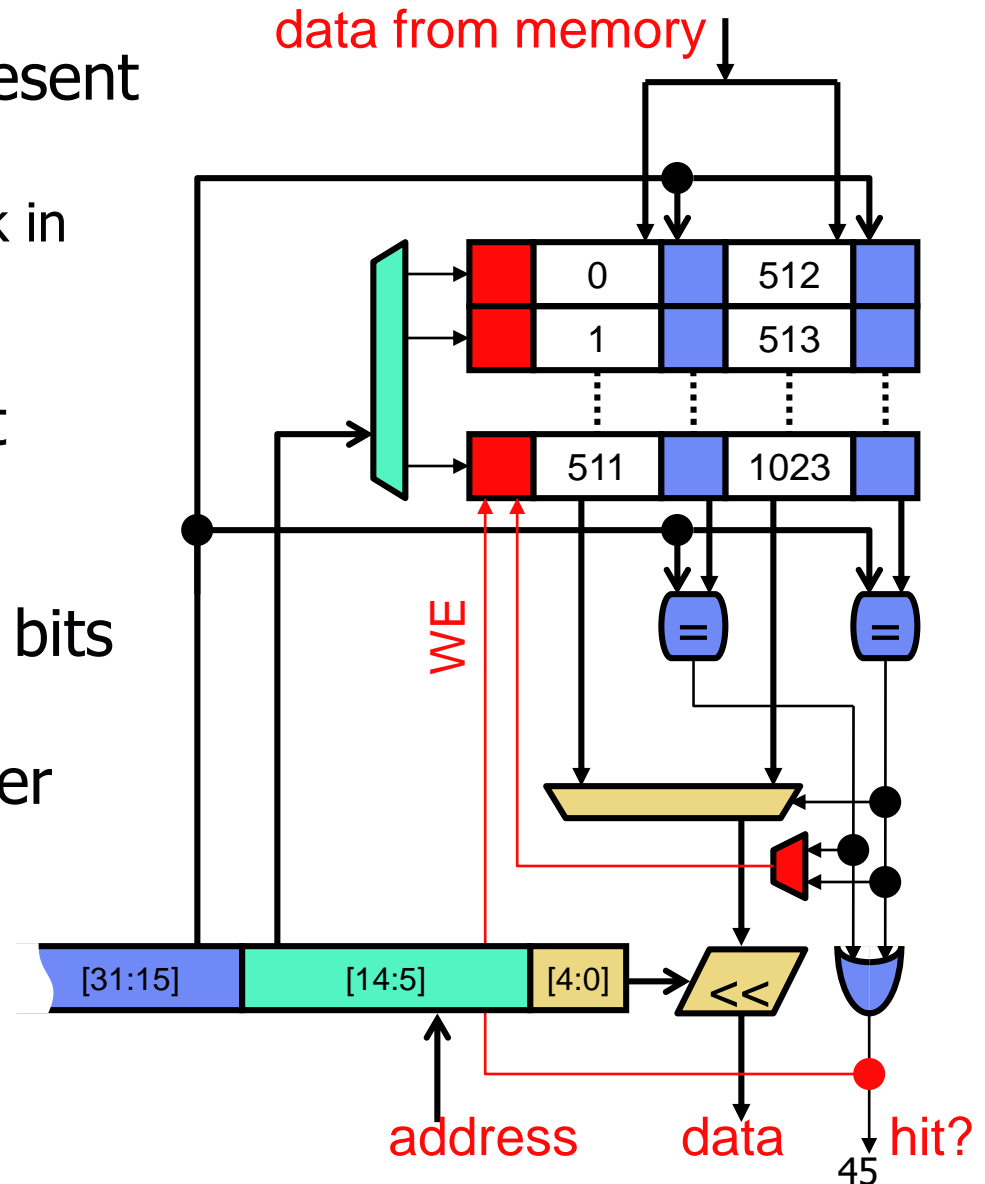 data from memory
esent
k in
0 512
1 513
t
511 1023
bits
WE
= =
er
[31:15] [14:5] [4:0] <<
address data hit?
45